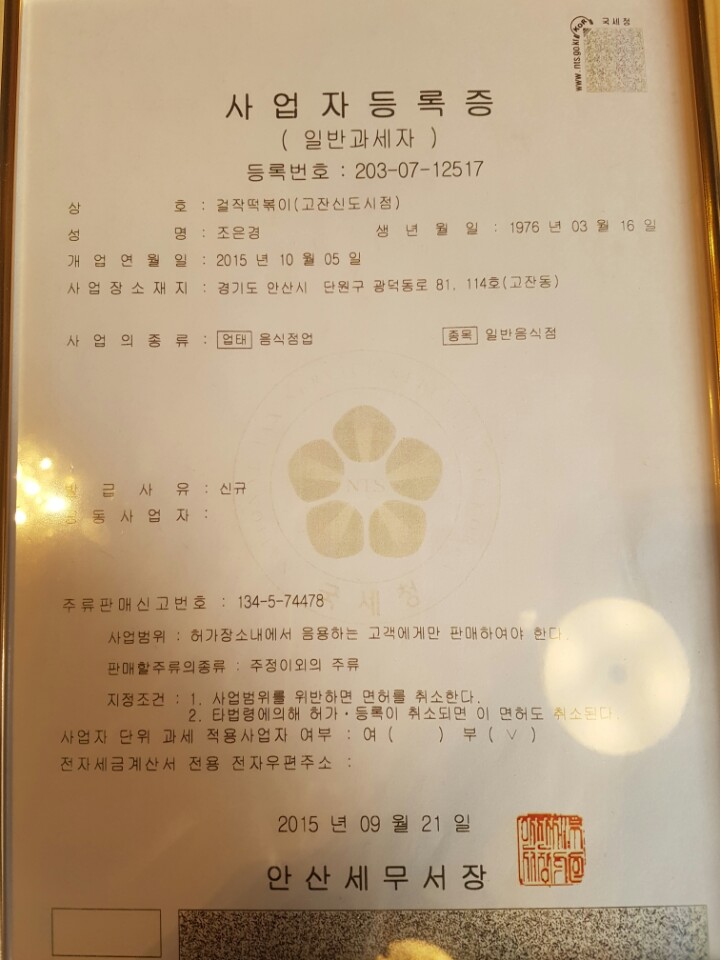 국세청
www.nts.go.kr
사업자등록증
( 일반과세자 )
등록번호 : 203-07-12517
상 호 : 걸작떡볶이(고잔신도시점)
성 명 : 조은경 생 년 월 일 : 1976 년 03 월 16 일
개 업 연 월 일 : 2015 년 10 월 05 일
사 업 장 소 재 지 : 경기도 안산시 단원구 광덕동로 81, 114호(고잔동)
사 업 의 종 류 : 업태 음식점업 종목 일반음식점
발 급 사 유 : 신규
공 동 사 업 자 :
NTS
국세청
주류판매신고번호 : 134-5-74478
사업범위 : 허가장소내에서 음용하는 고객에게만 판매하여야 한다.
판매할주류의종류 : 주정이외의 주류
지정조건 : 1. 사업범위를 위반하면 면허를 취소한다.
2. 타법령에의해 허가·등록이 취소되면 이 면허도 취소된다.
사업자 단위 과세 적용사업자 여부 : 여 ( ) 부 ( ∨ )
전자세금계산서 전용 전자우편주소 :
2015 년 09 월 21 일
안산세무서장